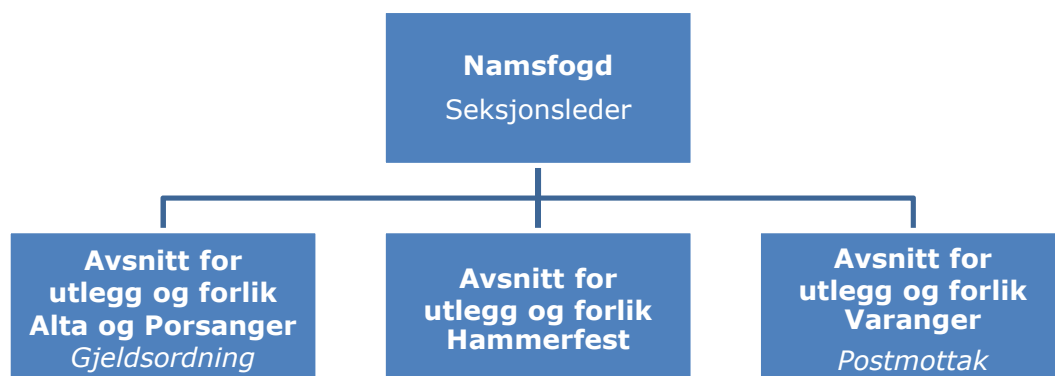 Namsfogd
Seksjonsleder
Avsnitt for
utlegg og forlik
Alta og Porsanger
Gjeldsordning
Avsnitt for
utlegg og forlik
Hammerfest
Avsnitt for
utlegg og forlik
Varanger
Postmottak